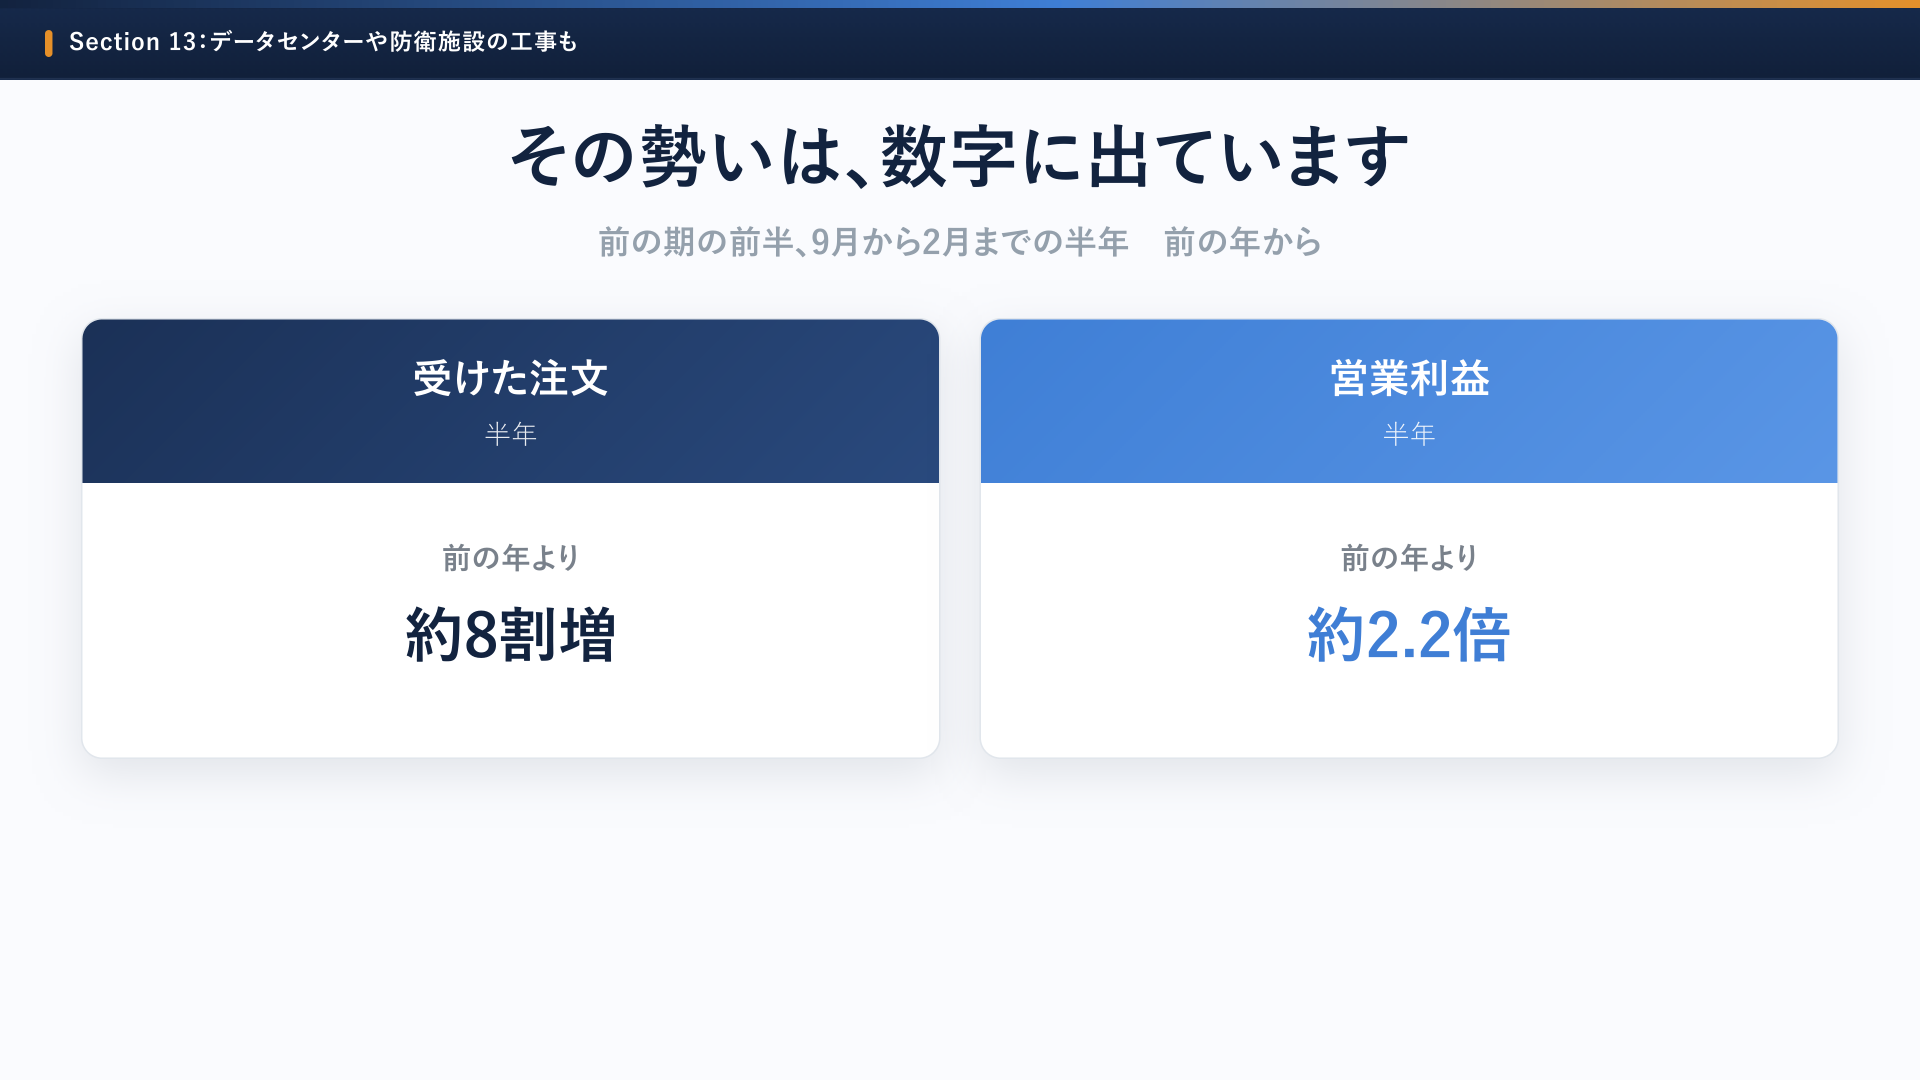 Section 13：データセンターや防衛施設の工事も
その勢いは、数字に出ています
前の期の前半、9月から2月までの半年　前の年から
受けた注文
半年
前の年より
約8割増
営業利益
半年
前の年より
約2.2倍